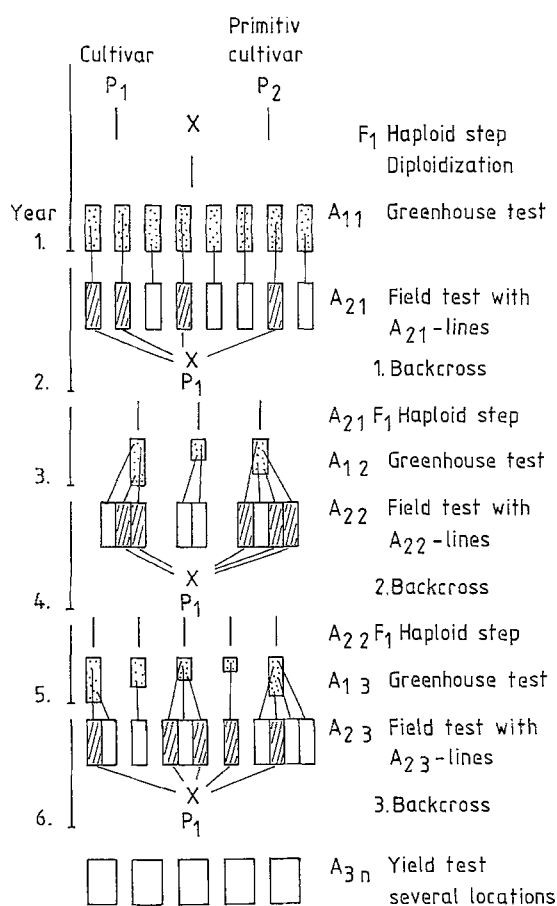 Primitiv
Cultivar cultivar
P1 P2
X
F1 Haploid step
Diploidization
Year
1.
A11 Greenhouse test
A21 Field test with
A21-lines
X
P1
2.
1. Backcross
A21 F1 Haploid step
3.
A12 Greenhouse test
A22 Field test with
A22-lines
X
P1
4.
2. Backcross
A22 F1 Haploid step
5.
A13 Greenhouse test
A23 Field test with
A23-lines
X
P1
6.
3. Backcross
A3n Yield test
several locations